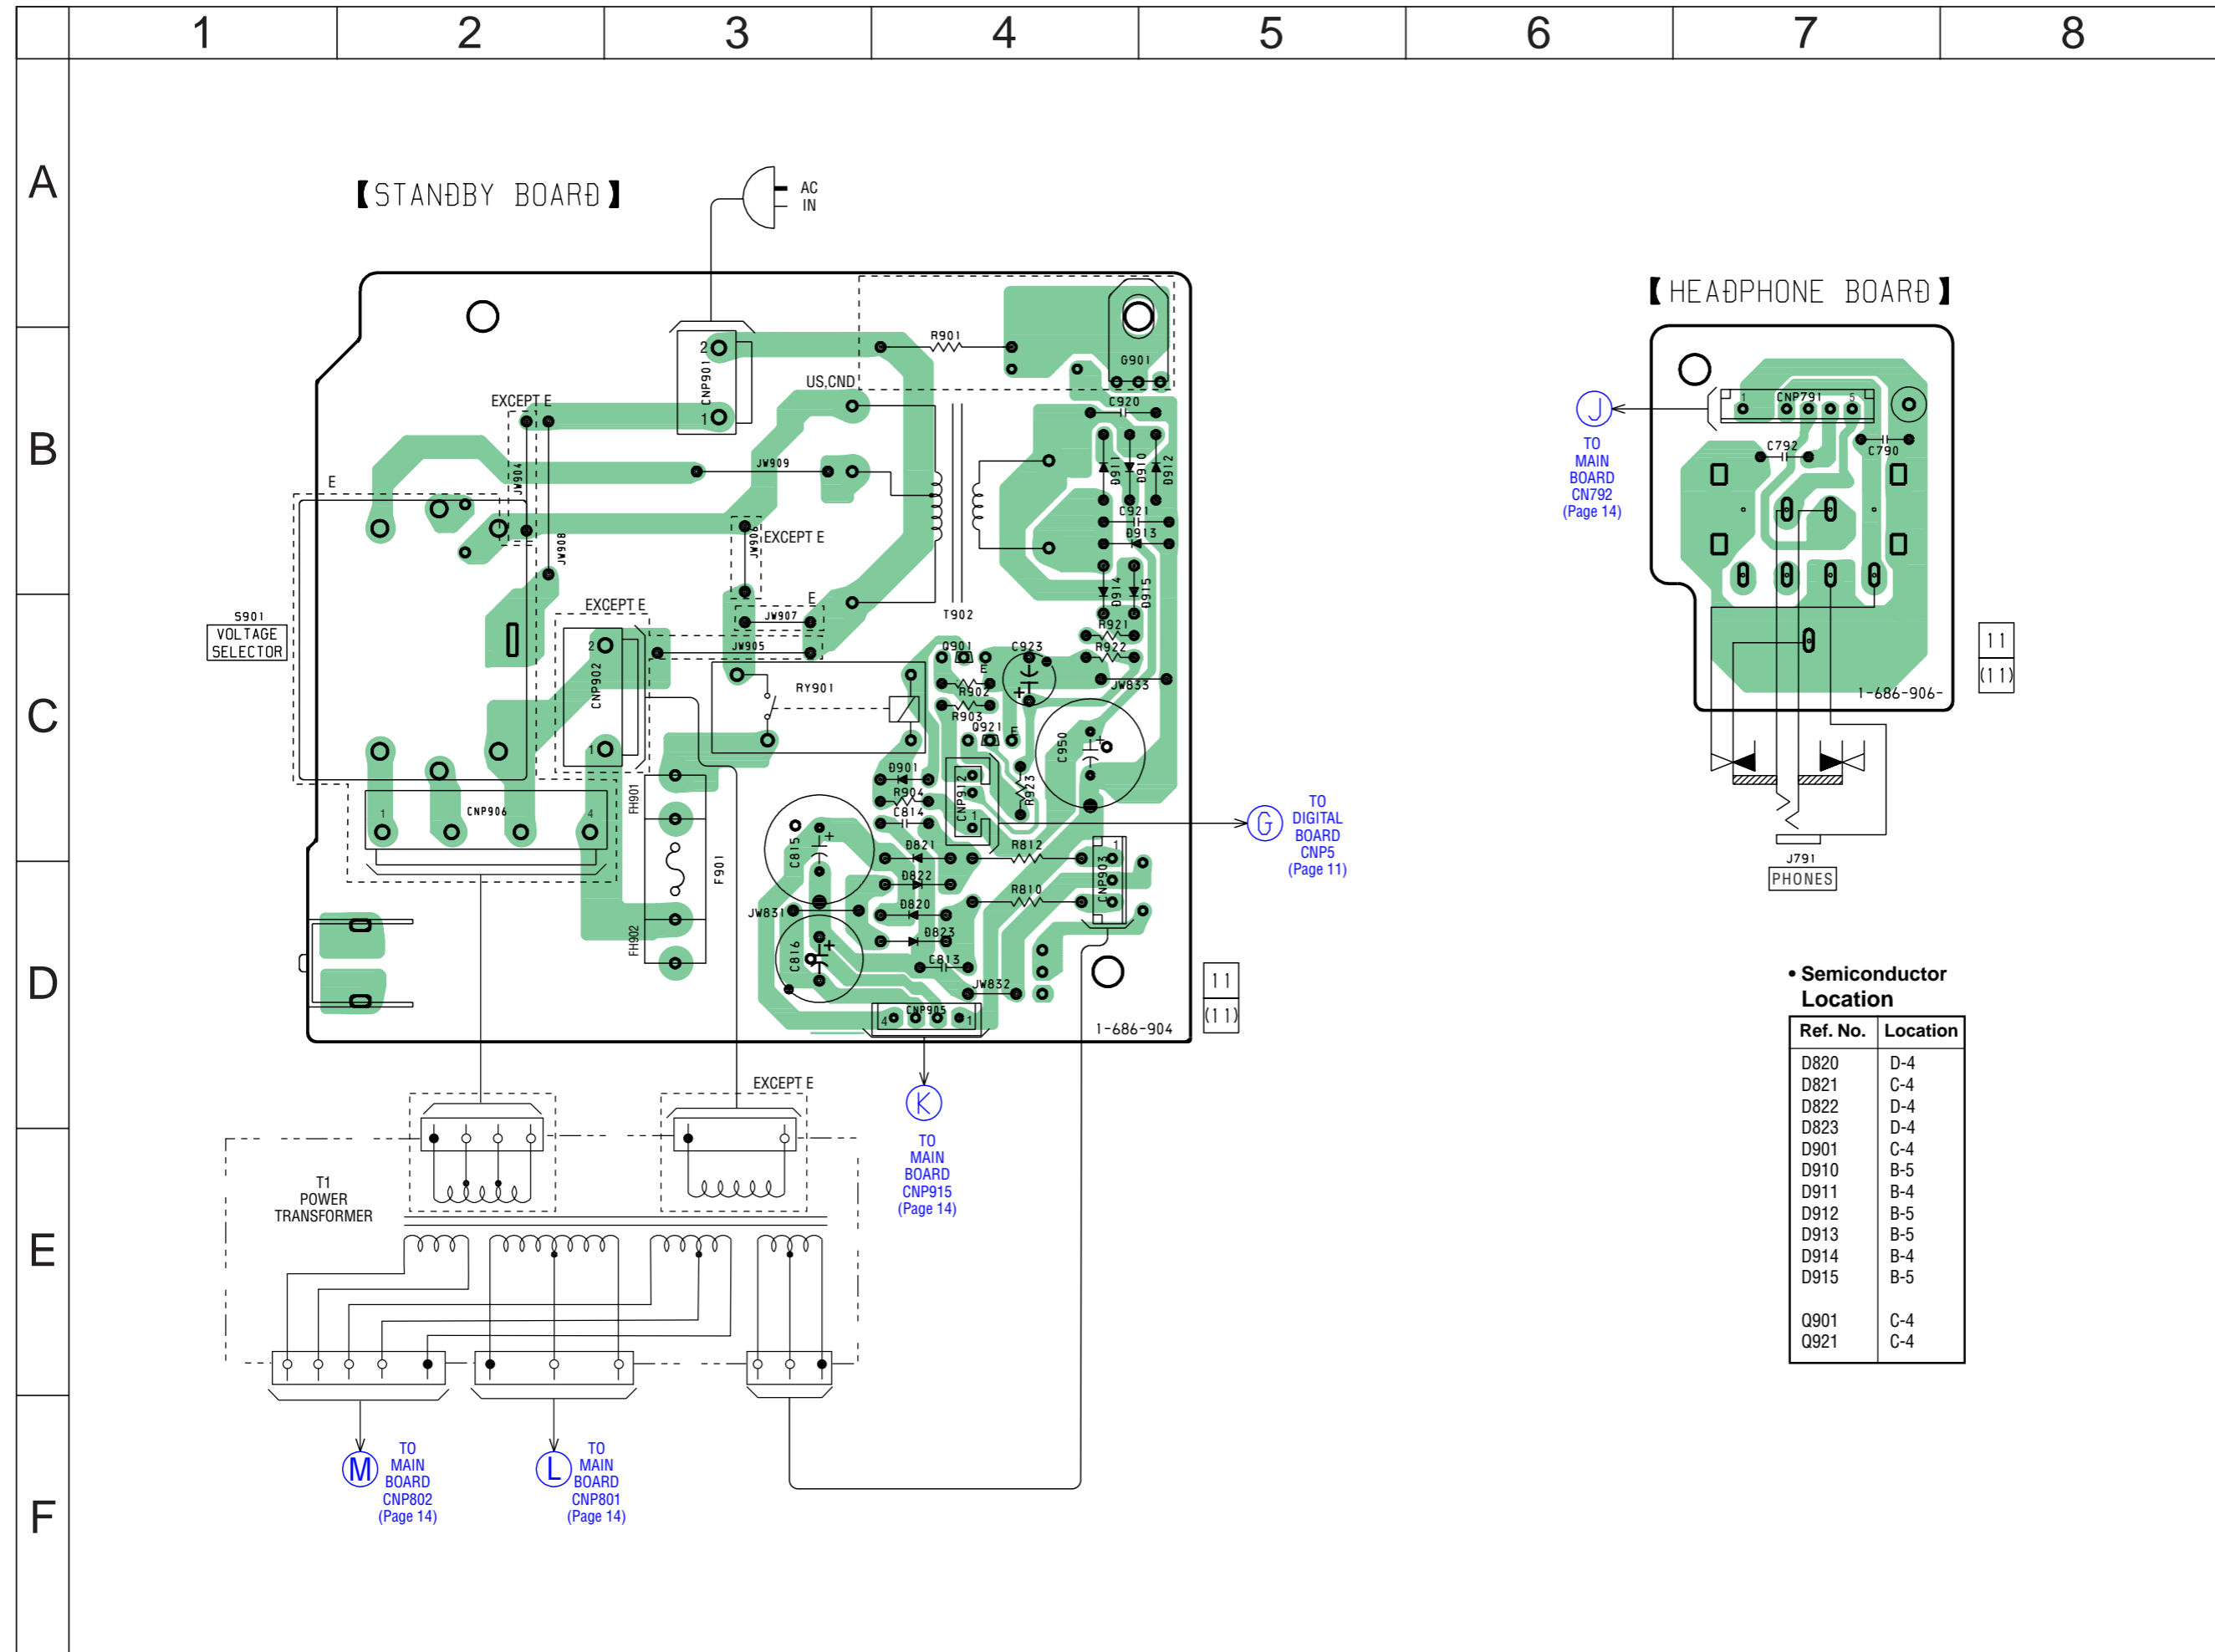 1 2 3 4 5 6 7 8
A
B
C
D
E
F
【STANDBY BOARD】
AC
IN
R901
G901
US,CND
2
CNP901
1
C920
EXCEPT E
JW904
JW909
D911
D910
D912
E
C921
D913
JW906
EXCEPT E
JW908
D914
D915
EXCEPT E
E
JW907
T902
R921
S901
VOLTAGE
SELECTOR
JW905
Q901
C923
R922
E
2
CNP902
1
RY901
R902
JW833
R903
Q921
E
C950
D901
R904
CNP912
1
R923
C814
FH901
1
CNP906
4
C815
D821
R812
1
CNP903
F901
D822
R810
JW831
D820
FH902
D823
C816
C813
JW832
4
CNP905
1
1-686-904
11
(11)
TO
DIGITAL
BOARD
CNP5
(Page 11)
G
EXCEPT E
K
TO
MAIN
BOARD
CNP915
(Page 14)
T1
POWER
TRANSFORMER
M
TO
MAIN
BOARD
CNP802
(Page 14)
L
TO
MAIN
BOARD
CNP801
(Page 14)
【HEADPHONE BOARD】
J
TO
MAIN
BOARD
CN792
(Page 14)
1
CNP791
5
C792
C790
1-686-906-
11
(11)
J791
PHONES
• Semiconductor
Location
Ref. No. Location
D820 D-4
D821 C-4
D822 D-4
D823 D-4
D901 C-4
D910 B-5
D911 B-4
D912 B-5
D913 B-5
D914 B-4
D915 B-5
Q901 C-4
Q921 C-4